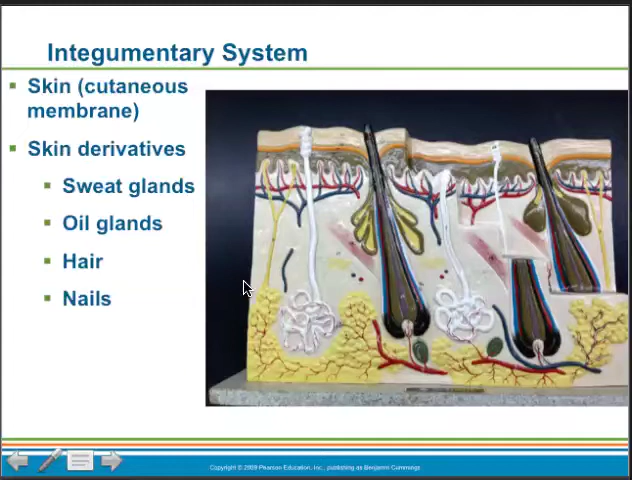 Integumentary System
Skin (cutaneous
membrane)
Skin derivatives
Sweat glands
Oil glands
Hair
Nails
Copyright © 2009 Pearson Education, Inc., publishing as Benjamin Cummings